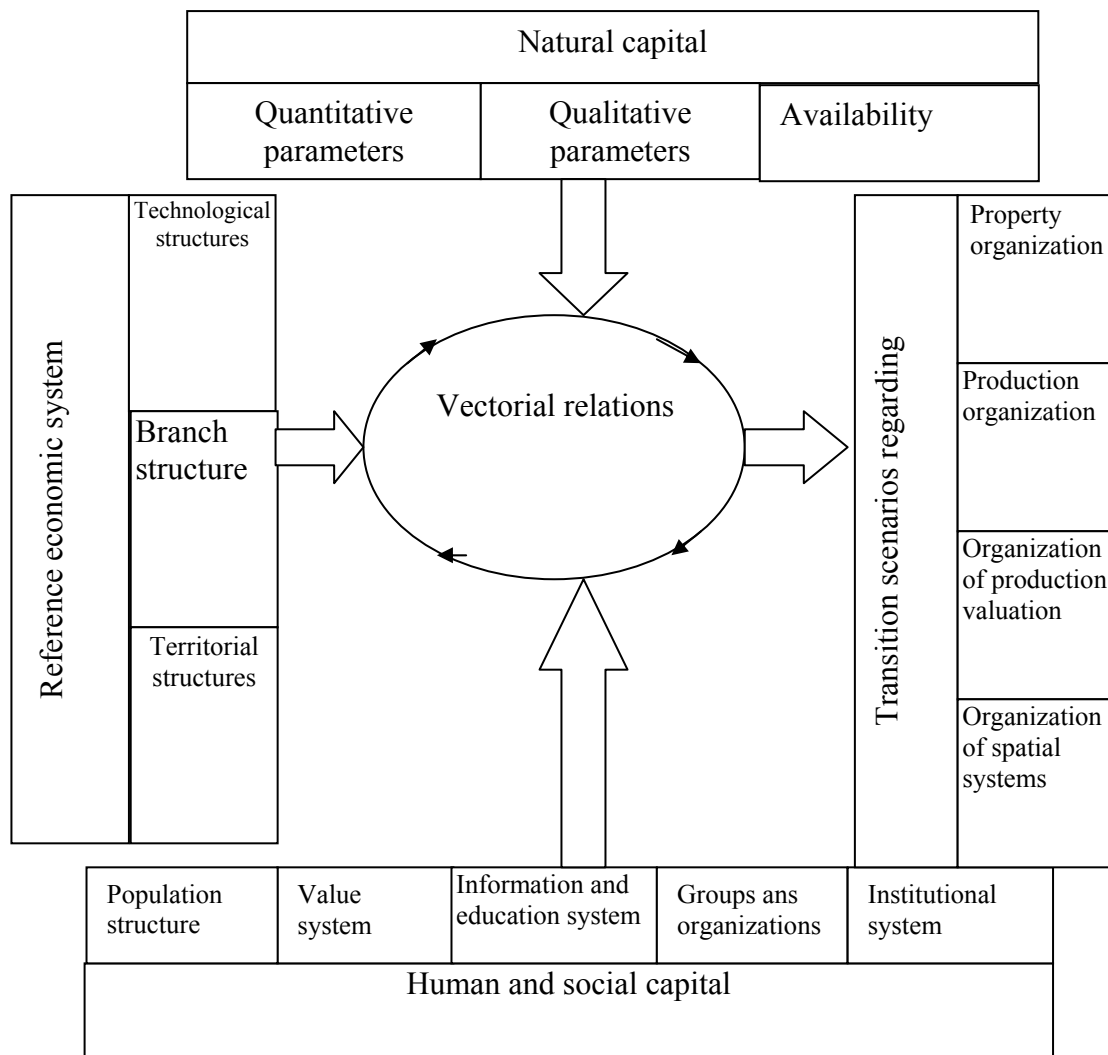 Natural capital
Quantitative
parameters
Qualitative
parameters
Availability
Reference economic system
Technological
structures
Branch
structure
Territorial
structures
Vectorial relations
Transition scenarios regarding
Property
organization
Production
organization
Organization
of production
valuation
Organization
of spatial
systems
Population
structure
Value
system
Information and
education system
Groups ans
organizations
Institutional
system
Human and social capital